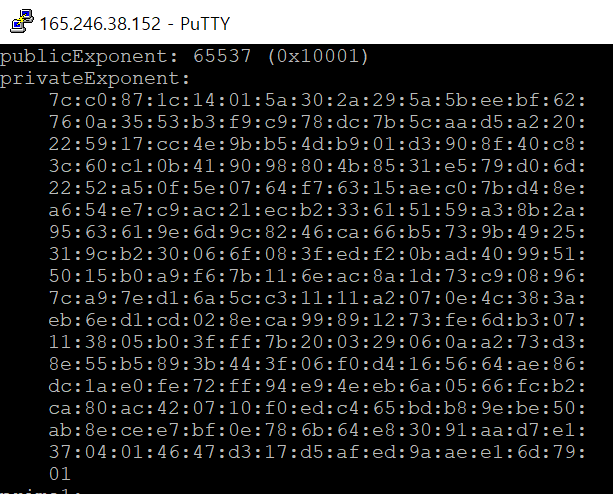 165.246.38.152 - PuTTY
publicExponent: 65537 (0x10001)
privateExponent:
7c:c0:87:1c:14:01:5a:30:2a:29:5a:5b:ee:bf:62:
76:0a:35:53:b3:f9:c9:78:dc:7b:5c:aa:d5:a2:20:
22:59:17:cc:4e:9b:b5:4d:b9:01:d3:90:8f:40:c8:
3c:60:c1:0b:41:90:98:80:4b:85:31:e5:79:d0:6d:
22:52:a5:0f:5e:07:64:f7:63:15:ae:c0:7b:d4:8e:
a6:54:e7:c9:ac:21:ec:b2:33:61:51:59:a3:8b:2a:
95:63:61:9e:6d:9c:82:46:ca:66:b5:73:9b:49:25:
31:9c:b2:30:06:6f:08:3f:ed:f2:0b:ad:40:99:51:
50:15:b0:a9:f6:7b:11:6e:ac:8a:1d:73:c9:08:96:
7c:a9:7e:d1:6a:5c:c3:11:11:a2:07:0e:4c:38:3a:
eb:6e:d1:cd:02:8e:ca:99:89:12:73:fe:6d:b3:07:
11:38:05:b0:3f:ff:7b:20:03:29:06:0a:a2:73:d3:
8e:55:b5:89:3b:44:3f:06:f0:d4:16:56:64:ae:86:
dc:1a:e0:fe:72:ff:94:e9:4e:eb:6a:05:66:fc:b2:
ca:80:ac:42:07:10:f0:ed:c4:65:bd:b8:9e:be:50:
ab:8e:ce:e7:bf:0e:78:6b:64:e8:30:91:aa:d7:e1:
37:04:01:46:47:d3:17:d5:af:ed:9a:ae:e1:6d:79:
01